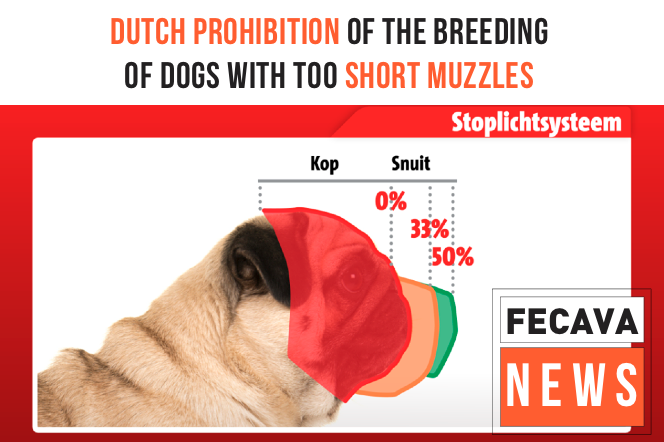 DUTCH PROHIBITION OF THE BREEDING
OF DOGS WITH TOO SHORT MUZZLES
Stoplichtsysteem
Kop Snuit
0%
33%
50%
FECAVA
NEWS